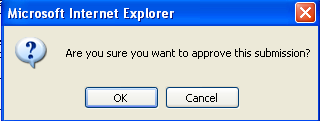 Microsoft Internet Explorer
Are you sure you want to approve this submission?
OK
Cancel